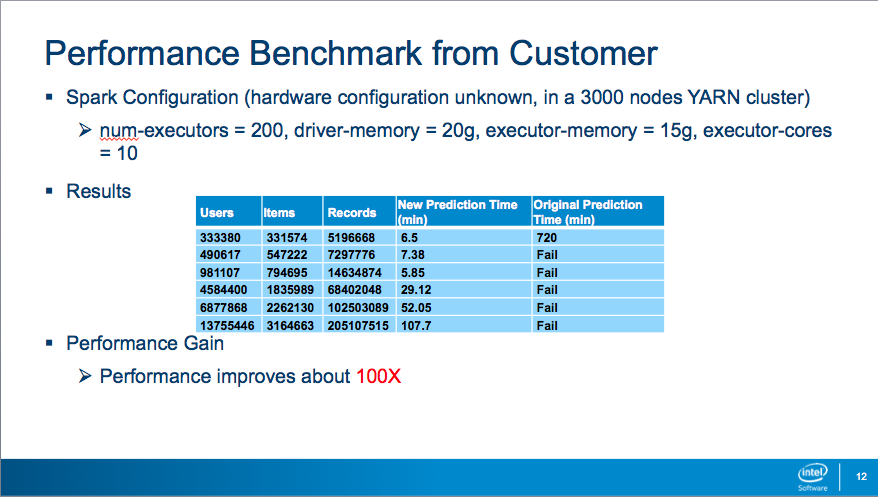 Performance Benchmark from Customer
▪ Spark Configuration (hardware configuration unknown, in a 3000 nodes YARN cluster)
➢ num-executors = 200, driver-memory = 20g, executor-memory = 15g, executor-cores
= 10
▪ Results
Users Items Records New Prediction Time (min) Original Prediction Time (min)
333380 331574 5196668 6.5 720
490617 547222 7297776 7.38 Fail
981107 794695 14634874 5.85 Fail
4584400 1835989 68402048 29.12 Fail
6877868 2262130 102503089 52.05 Fail
13755446 3164663 205107515 107.7 Fail
▪ Performance Gain
➢ Performance improves about 100X
intel
Software
12